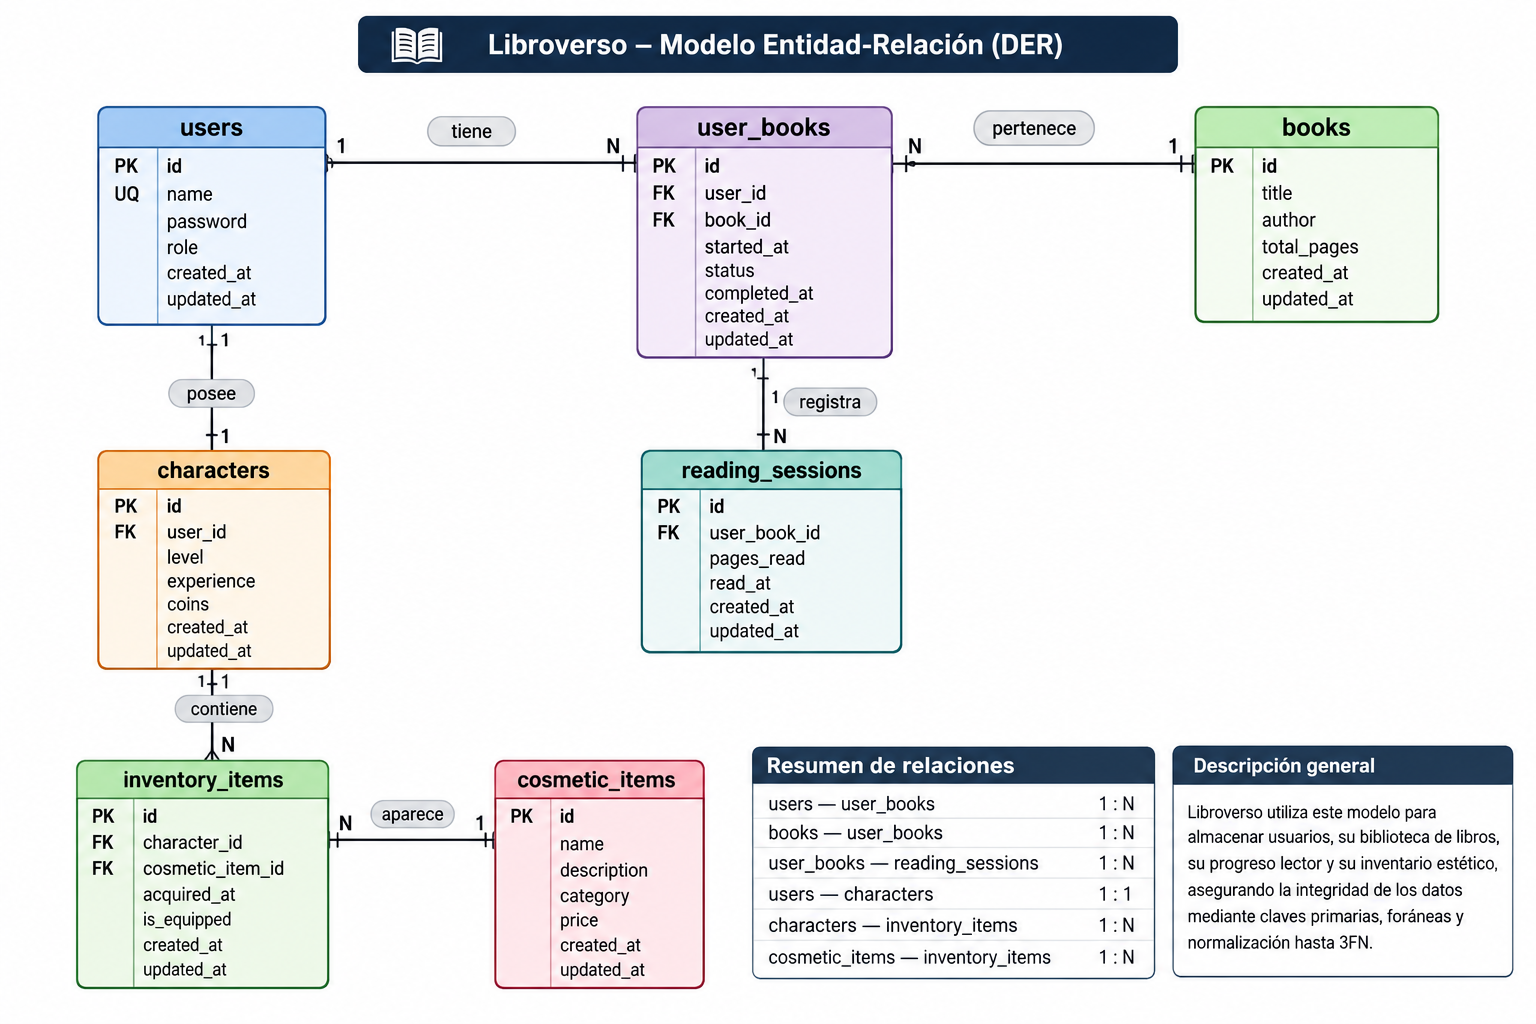 Libroverso – Modelo Entidad-Relación (DER)
users
PK id
UQ name
password
role
created_at
updated_at
1
tiene
N
user_books
PK id
FK user_id
FK book_id
started_at
status
completed_at
created_at
updated_at
N
pertenece
1
books
PK id
title
author
total_pages
created_at
updated_at
1 1
posee
1
1
1
registra
N
characters
PK id
FK user_id
level
experience
coins
created_at
updated_at
reading_sessions
PK id
FK user_book_id
pages_read
read_at
created_at
updated_at
1 1
contiene
N
inventory_items
PK id
FK character_id
FK cosmetic_item_id
acquired_at
is_equipped
created_at
updated_at
N
aparece
1
cosmetic_items
PK id
name
description
category
price
created_at
updated_at
Resumen de relaciones
users — user_books 1 : N
books — user_books 1 : N
user_books — reading_sessions 1 : N
users — characters 1 : 1
characters — inventory_items 1 : N
cosmetic_items — inventory_items 1 : N
Descripción general
Libroverso utiliza este modelo para
almacenar usuarios, su biblioteca de libros,
su progreso lector y su inventario estético,
asegurando la integridad de los datos
mediante claves primarias, foráneas y
normalización hasta 3FN.